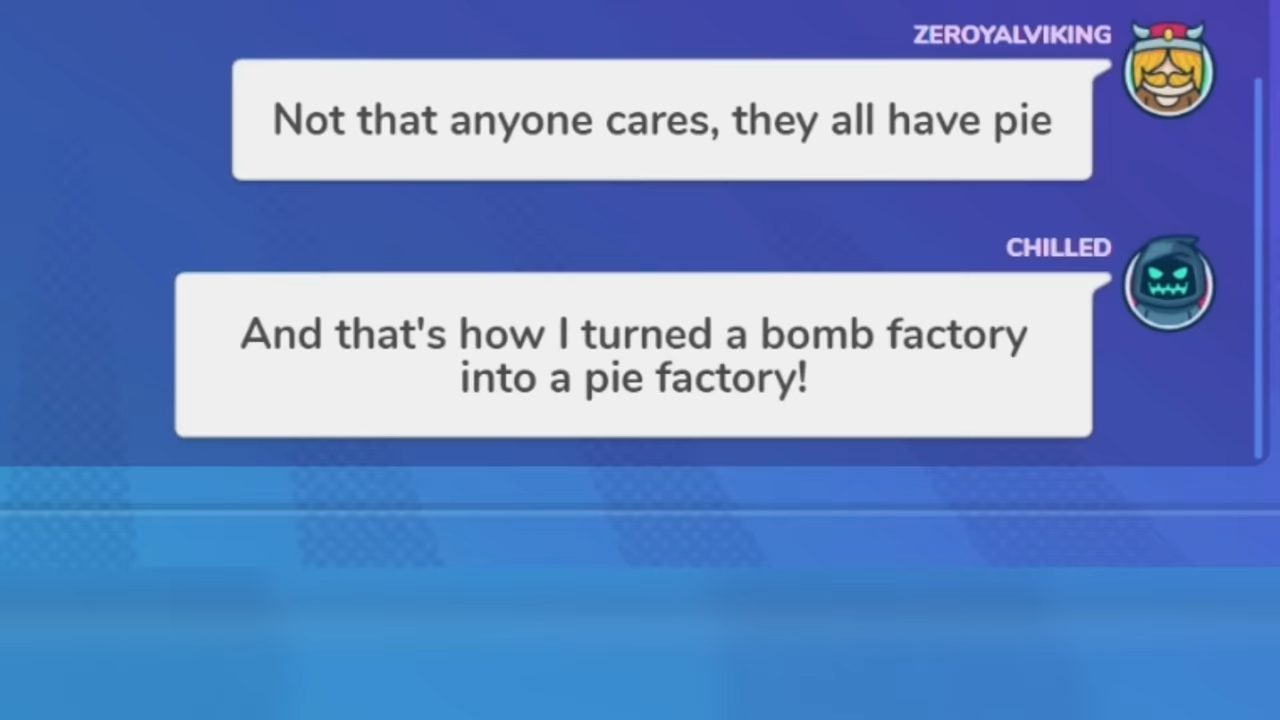 ZEROYALVIKING
Not that anyone cares, they all have pie
CHILLED
And that's how I turned a bomb factory
into a pie factory!